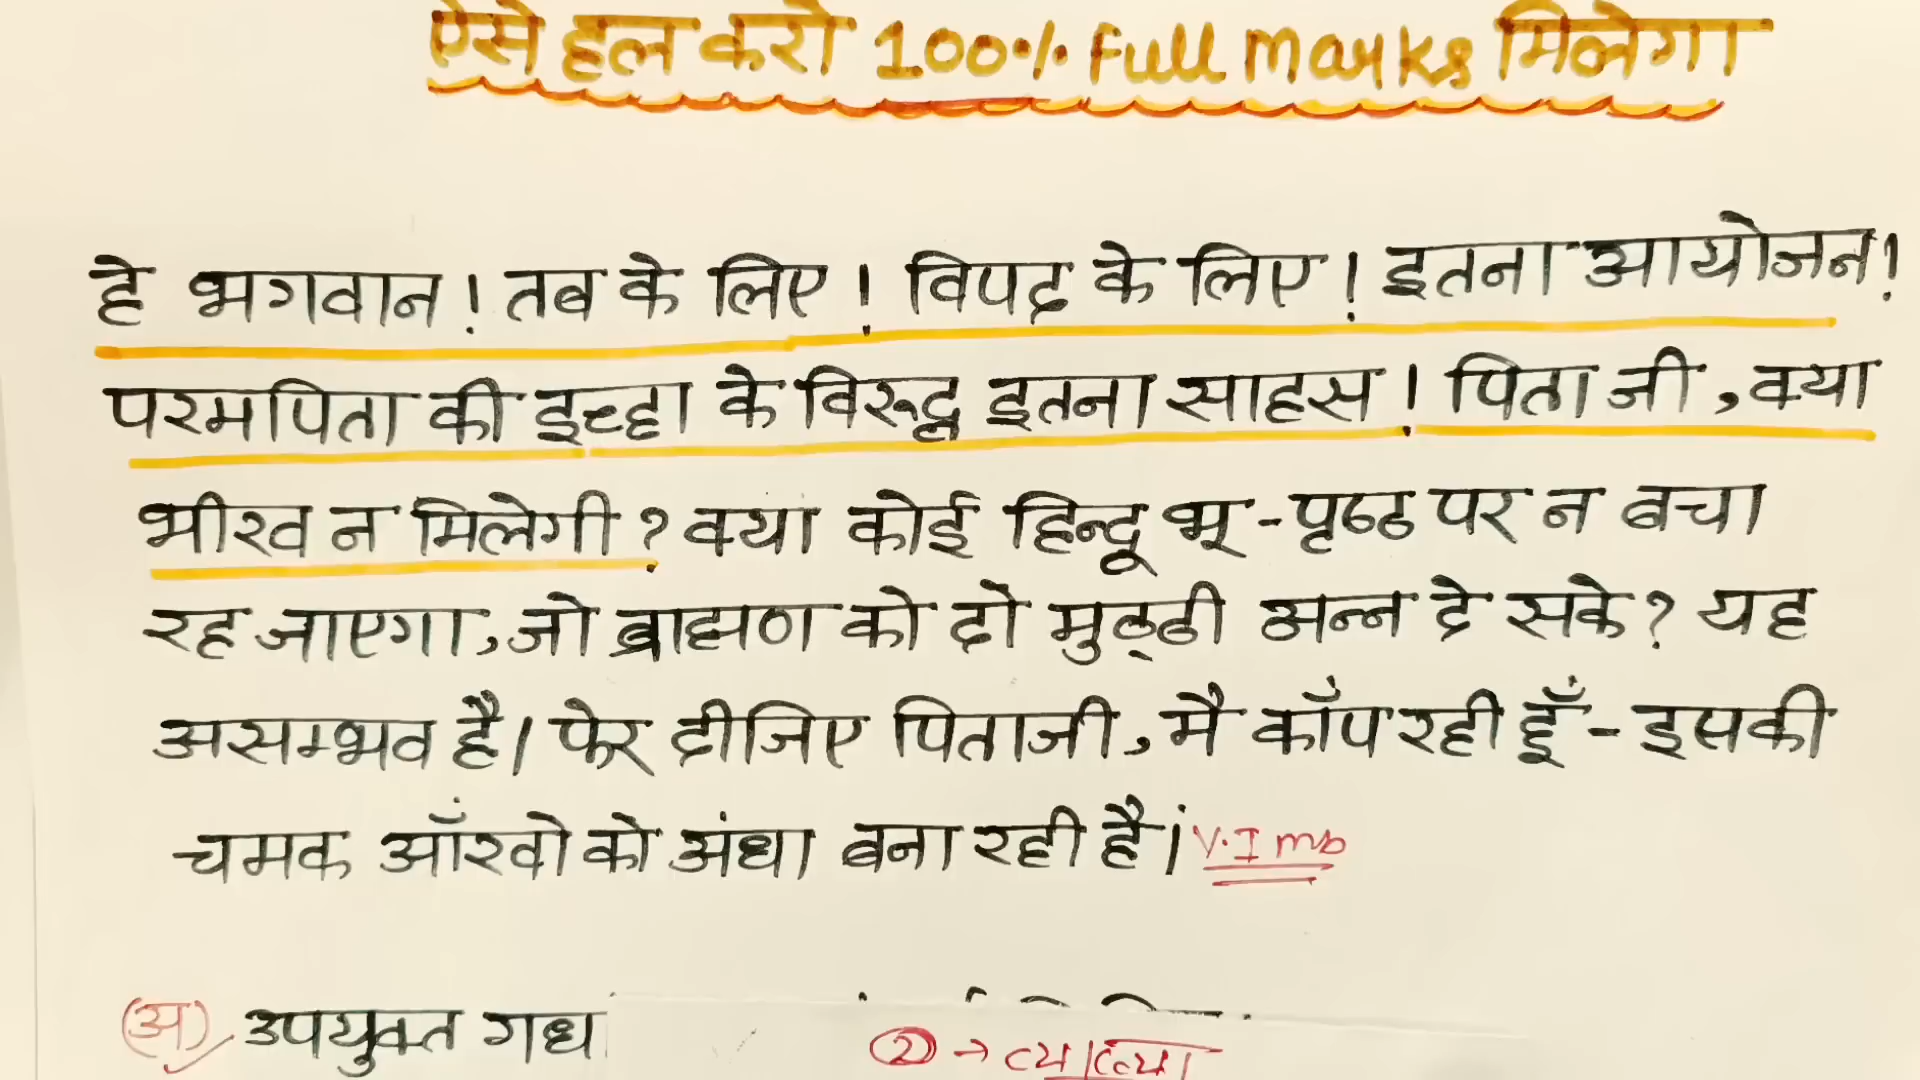 ऐसे हल करो 100% Full Marks मिलेगा
हे भगवान! तब के लिए! विपद के लिए! इतना आयोजन!
परमपिता की इच्छा के विरुद्ध इतना साहस! पिता जी, क्या
भीख न मिलेगी? क्या कोई हिन्दू भू-पृष्ठ पर न बचा
रह जाएगा, जो ब्राह्मण को दो मुठ्ठी अन्न दे सके? यह
असम्भव है। फेर दीजिए पिताजी, मै काँप रही हूँ - इसकी
चमक आँखो को अंधा बना रही है। V.Imp
(अ) उपयुक्त गद्य
② → व्याख्या